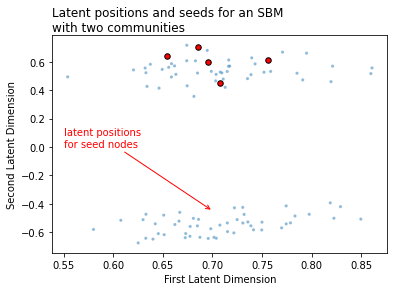 Latent positions and seeds for an SBM
with two communities
0.6
0.4
0.2
0.0
−0.2
−0.4
−0.6
Second Latent Dimension
latent positions
for seed nodes
0.55 0.60 0.65 0.70 0.75 0.80 0.85
First Latent Dimension